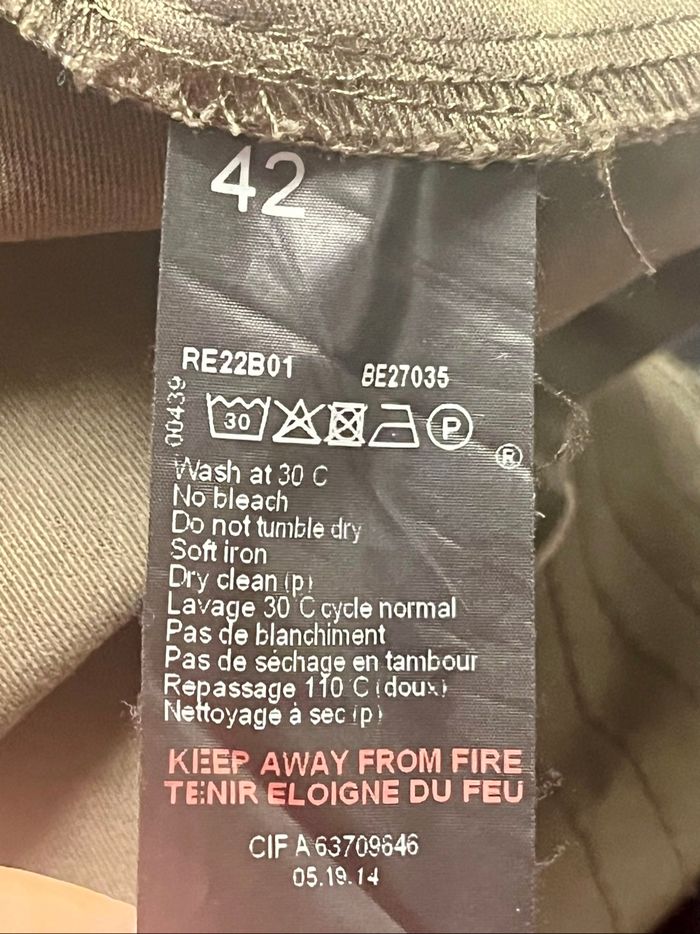 42
RE22B01 BE27035
00439
30 P
®
Wash at 30 C
No bleach
Do not tumble dry
Soft iron
Dry clean (p)
Lavage 30 C cycle normal
Pas de blanchiment
Pas de séchage en tambour
Repassage 110 C (doux)
Nettoyage à sec (p)
KEEP AWAY FROM FIRE
TENIR ELOIGNE DU FEU
CIF A 63709646
05.19.14